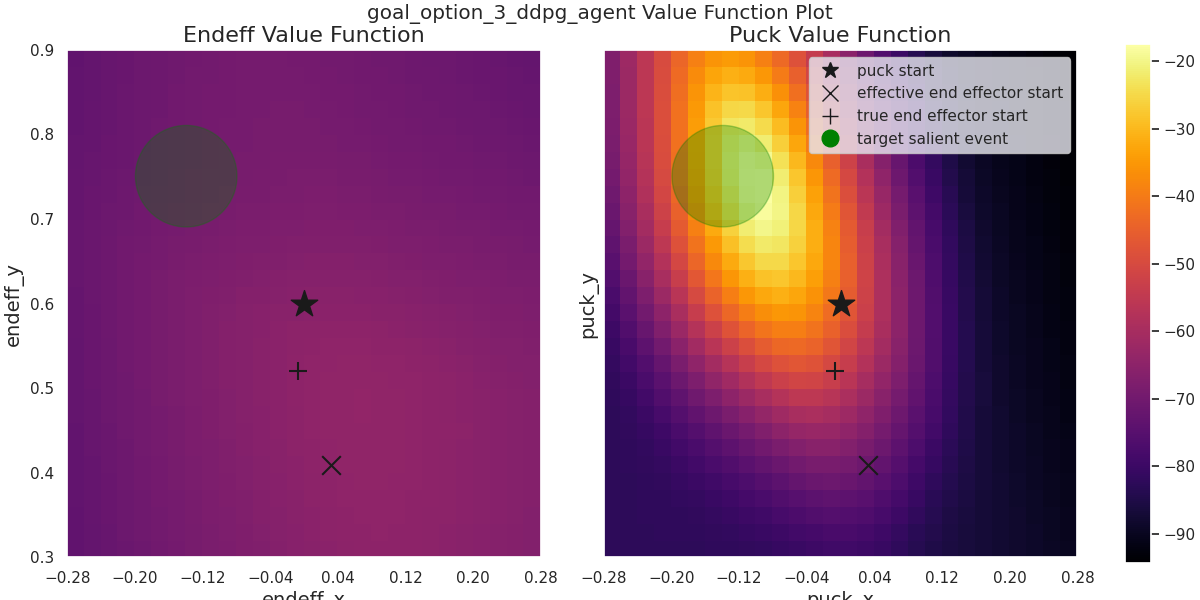 goal_option_3_ddpg_agent Value Function Plot
Endeff Value Function
Puck Value Function
puck start
effective end effector start
true end effector start
target salient event
endeff_y
0.9
0.8
0.7
0.6
0.5
0.4
0.3
−0.28 −0.20 −0.12 −0.04 0.04 0.12 0.20 0.28
endeff_x
puck_y
−0.28 −0.20 −0.12 −0.04 0.04 0.12 0.20 0.28
puck_x
−20
−30
−40
−50
−60
−70
−80
−90